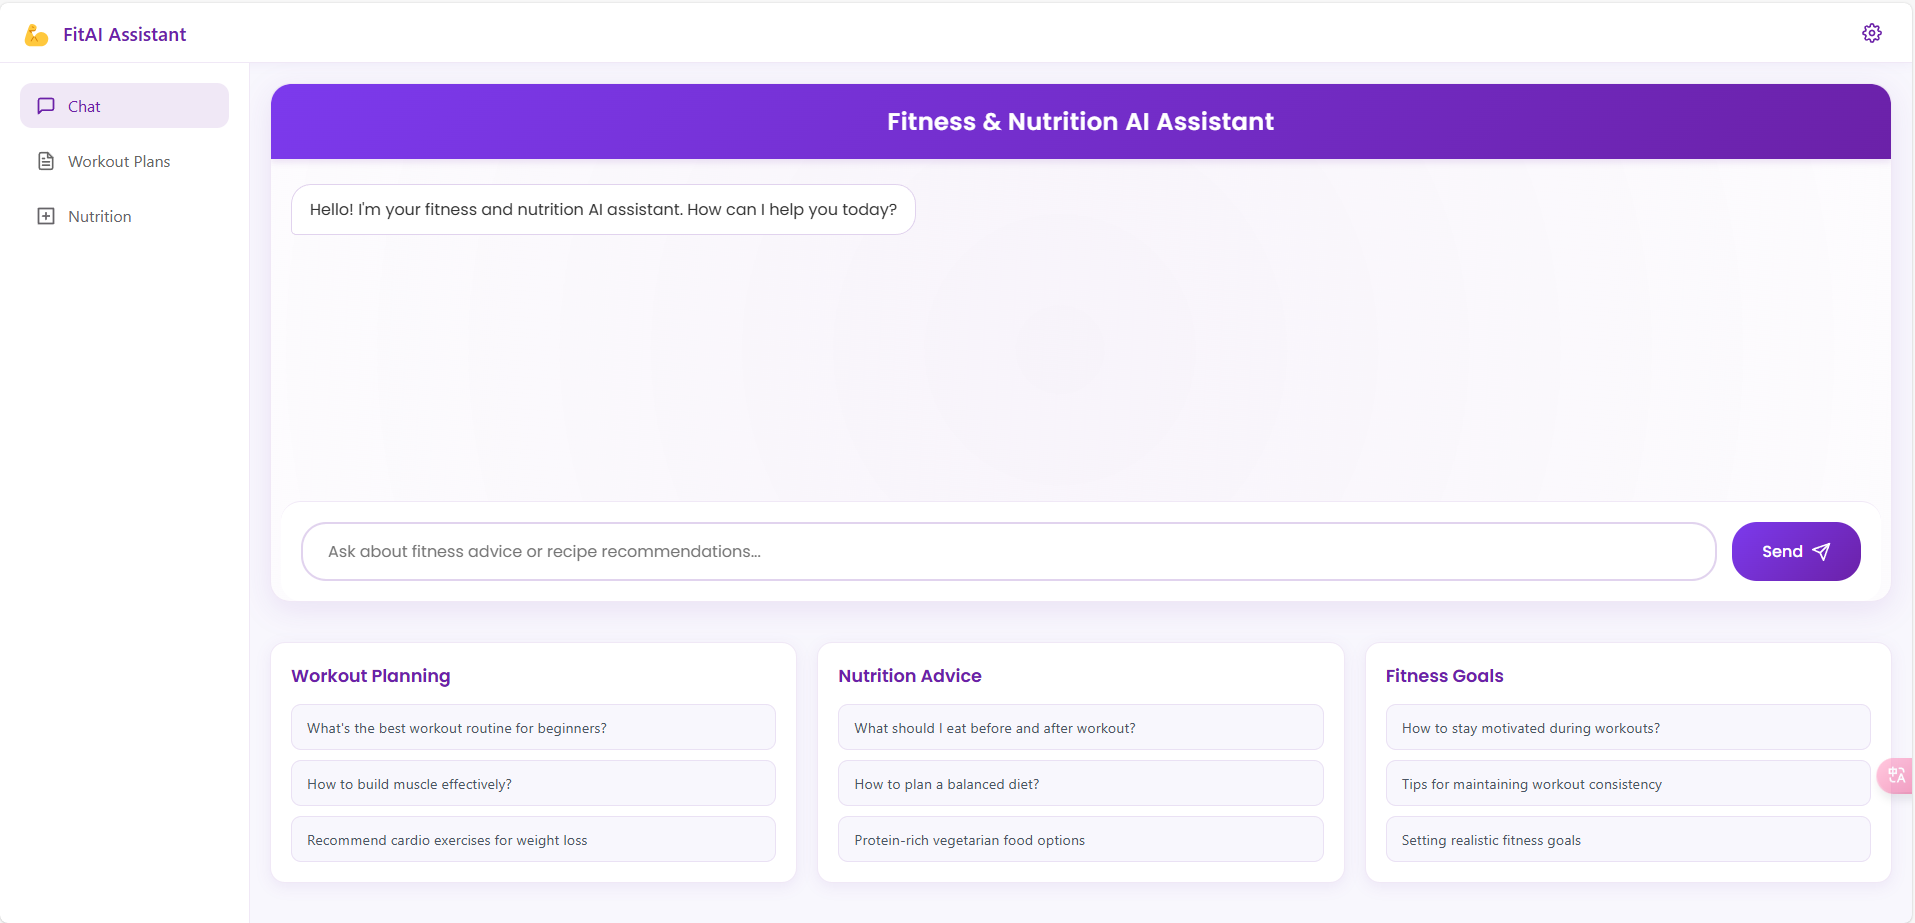 FitAI Assistant
Chat
Workout Plans
Nutrition
Fitness & Nutrition AI Assistant
Hello! I'm your fitness and nutrition AI assistant. How can I help you today?
Ask about fitness advice or recipe recommendations...
Send
Workout Planning
What's the best workout routine for beginners?
How to build muscle effectively?
Recommend cardio exercises for weight loss
Nutrition Advice
What should I eat before and after workout?
How to plan a balanced diet?
Protein-rich vegetarian food options
Fitness Goals
How to stay motivated during workouts?
Tips for maintaining workout consistency
Setting realistic fitness goals
中A